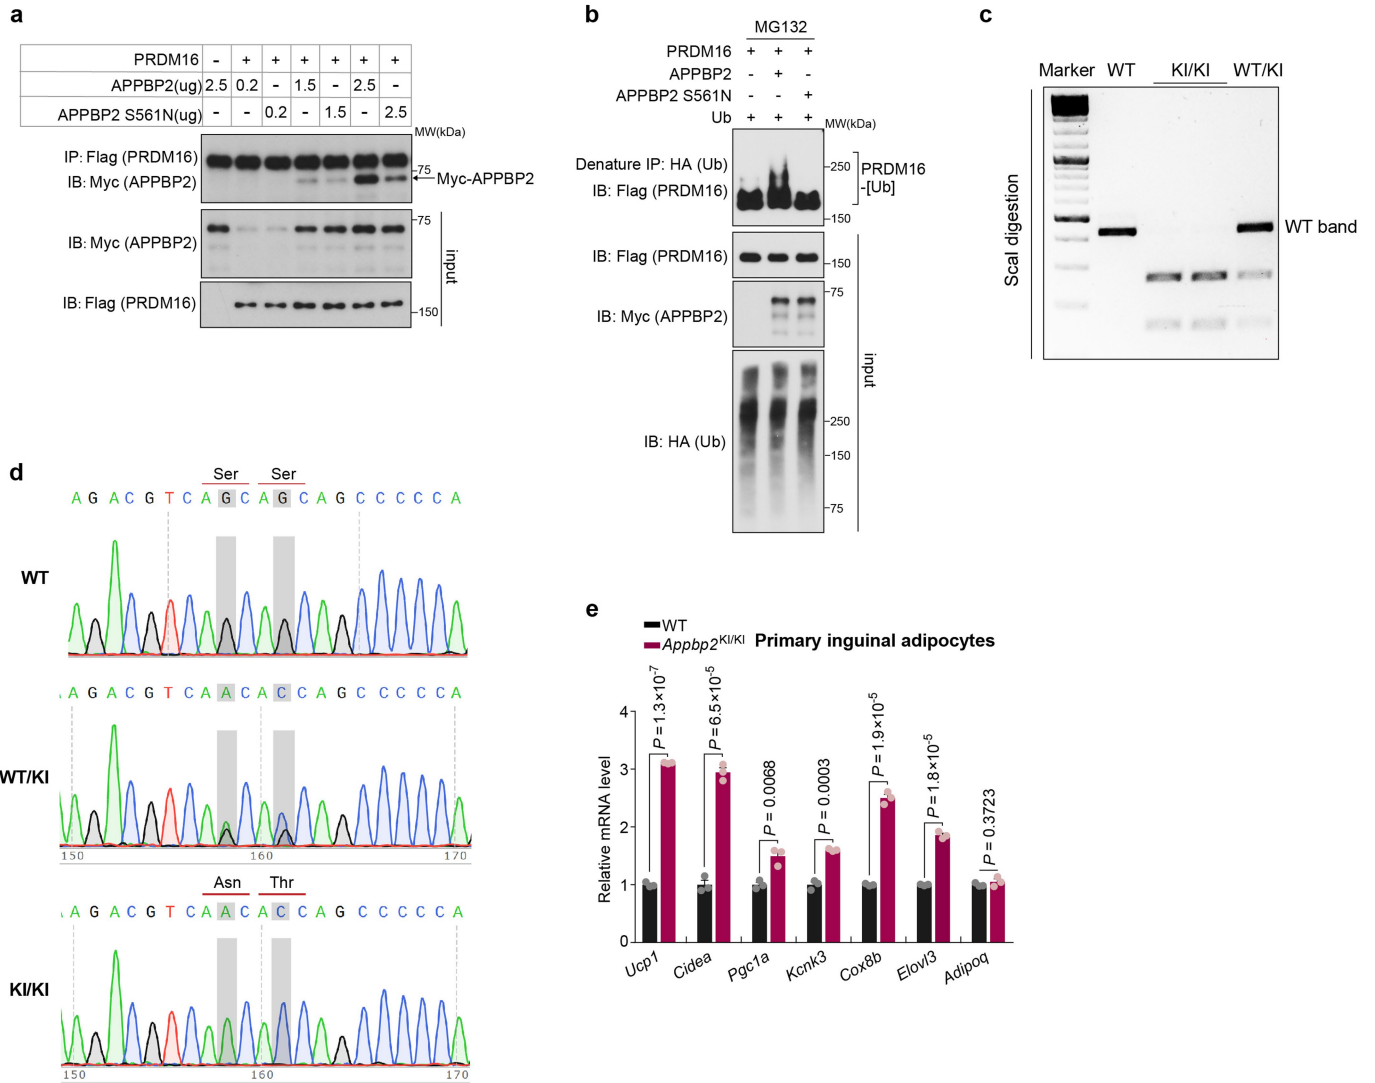 a
PRDM16 - + + + + + +
APPBP2(ug) 2.5 0.2 - 1.5 - 2.5 -
APPBP2 S561N(ug) - - 0.2 - 1.5 - 2.5
MW(kDa)
IP: Flag (PRDM16)
IB: Myc (APPBP2)
75
Myc-APPBP2
75
IB: Myc (APPBP2)
IB: Flag (PRDM16)
150
input
b
MG132
PRDM16 + + +
APPBP2 - + -
APPBP2 S561N - - +
Ub + + +
MW(kDa)
Denature IP: HA (Ub)
IB: Flag (PRDM16)
250
150
PRDM16
-[Ub]
IB: Flag (PRDM16)
150
75
IB: Myc (APPBP2)
IB: HA (Ub)
250
150
75
input
c
Marker WT KI/KI WT/KI
ScaI digestion
WT band
d
Ser Ser
A G A C G T C A G C A G C A G C C C C C A
WT
A A G A C G T C A A C A C C A G C C C C C A
WT/KI
150 160 170
Asn Thr
A A G A C G T C A A C A C C A G C C C C C A
KI/KI
150 160 170
e
WT
Appbp2KI/KI
Primary inguinal adipocytes
Relative mRNA level
4
3
2
1
0
P = 1.3×10-7
P = 6.5×10-5
P = 0.0068
P = 0.0003
P = 1.9×10-5
P = 1.8×10-5
P = 0.3723
Ucp1 Cidea Pgc1a Kcnk3 Cox8b Elovl3 Adipoq